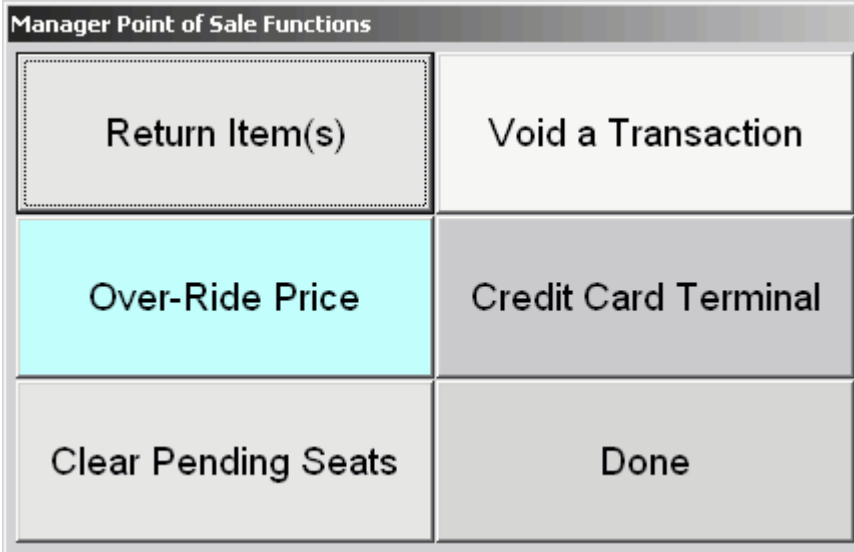 Manager Point of Sale Functions
Return Item(s)
Void a Transaction
Over-Ride Price
Credit Card Terminal
Clear Pending Seats
Done